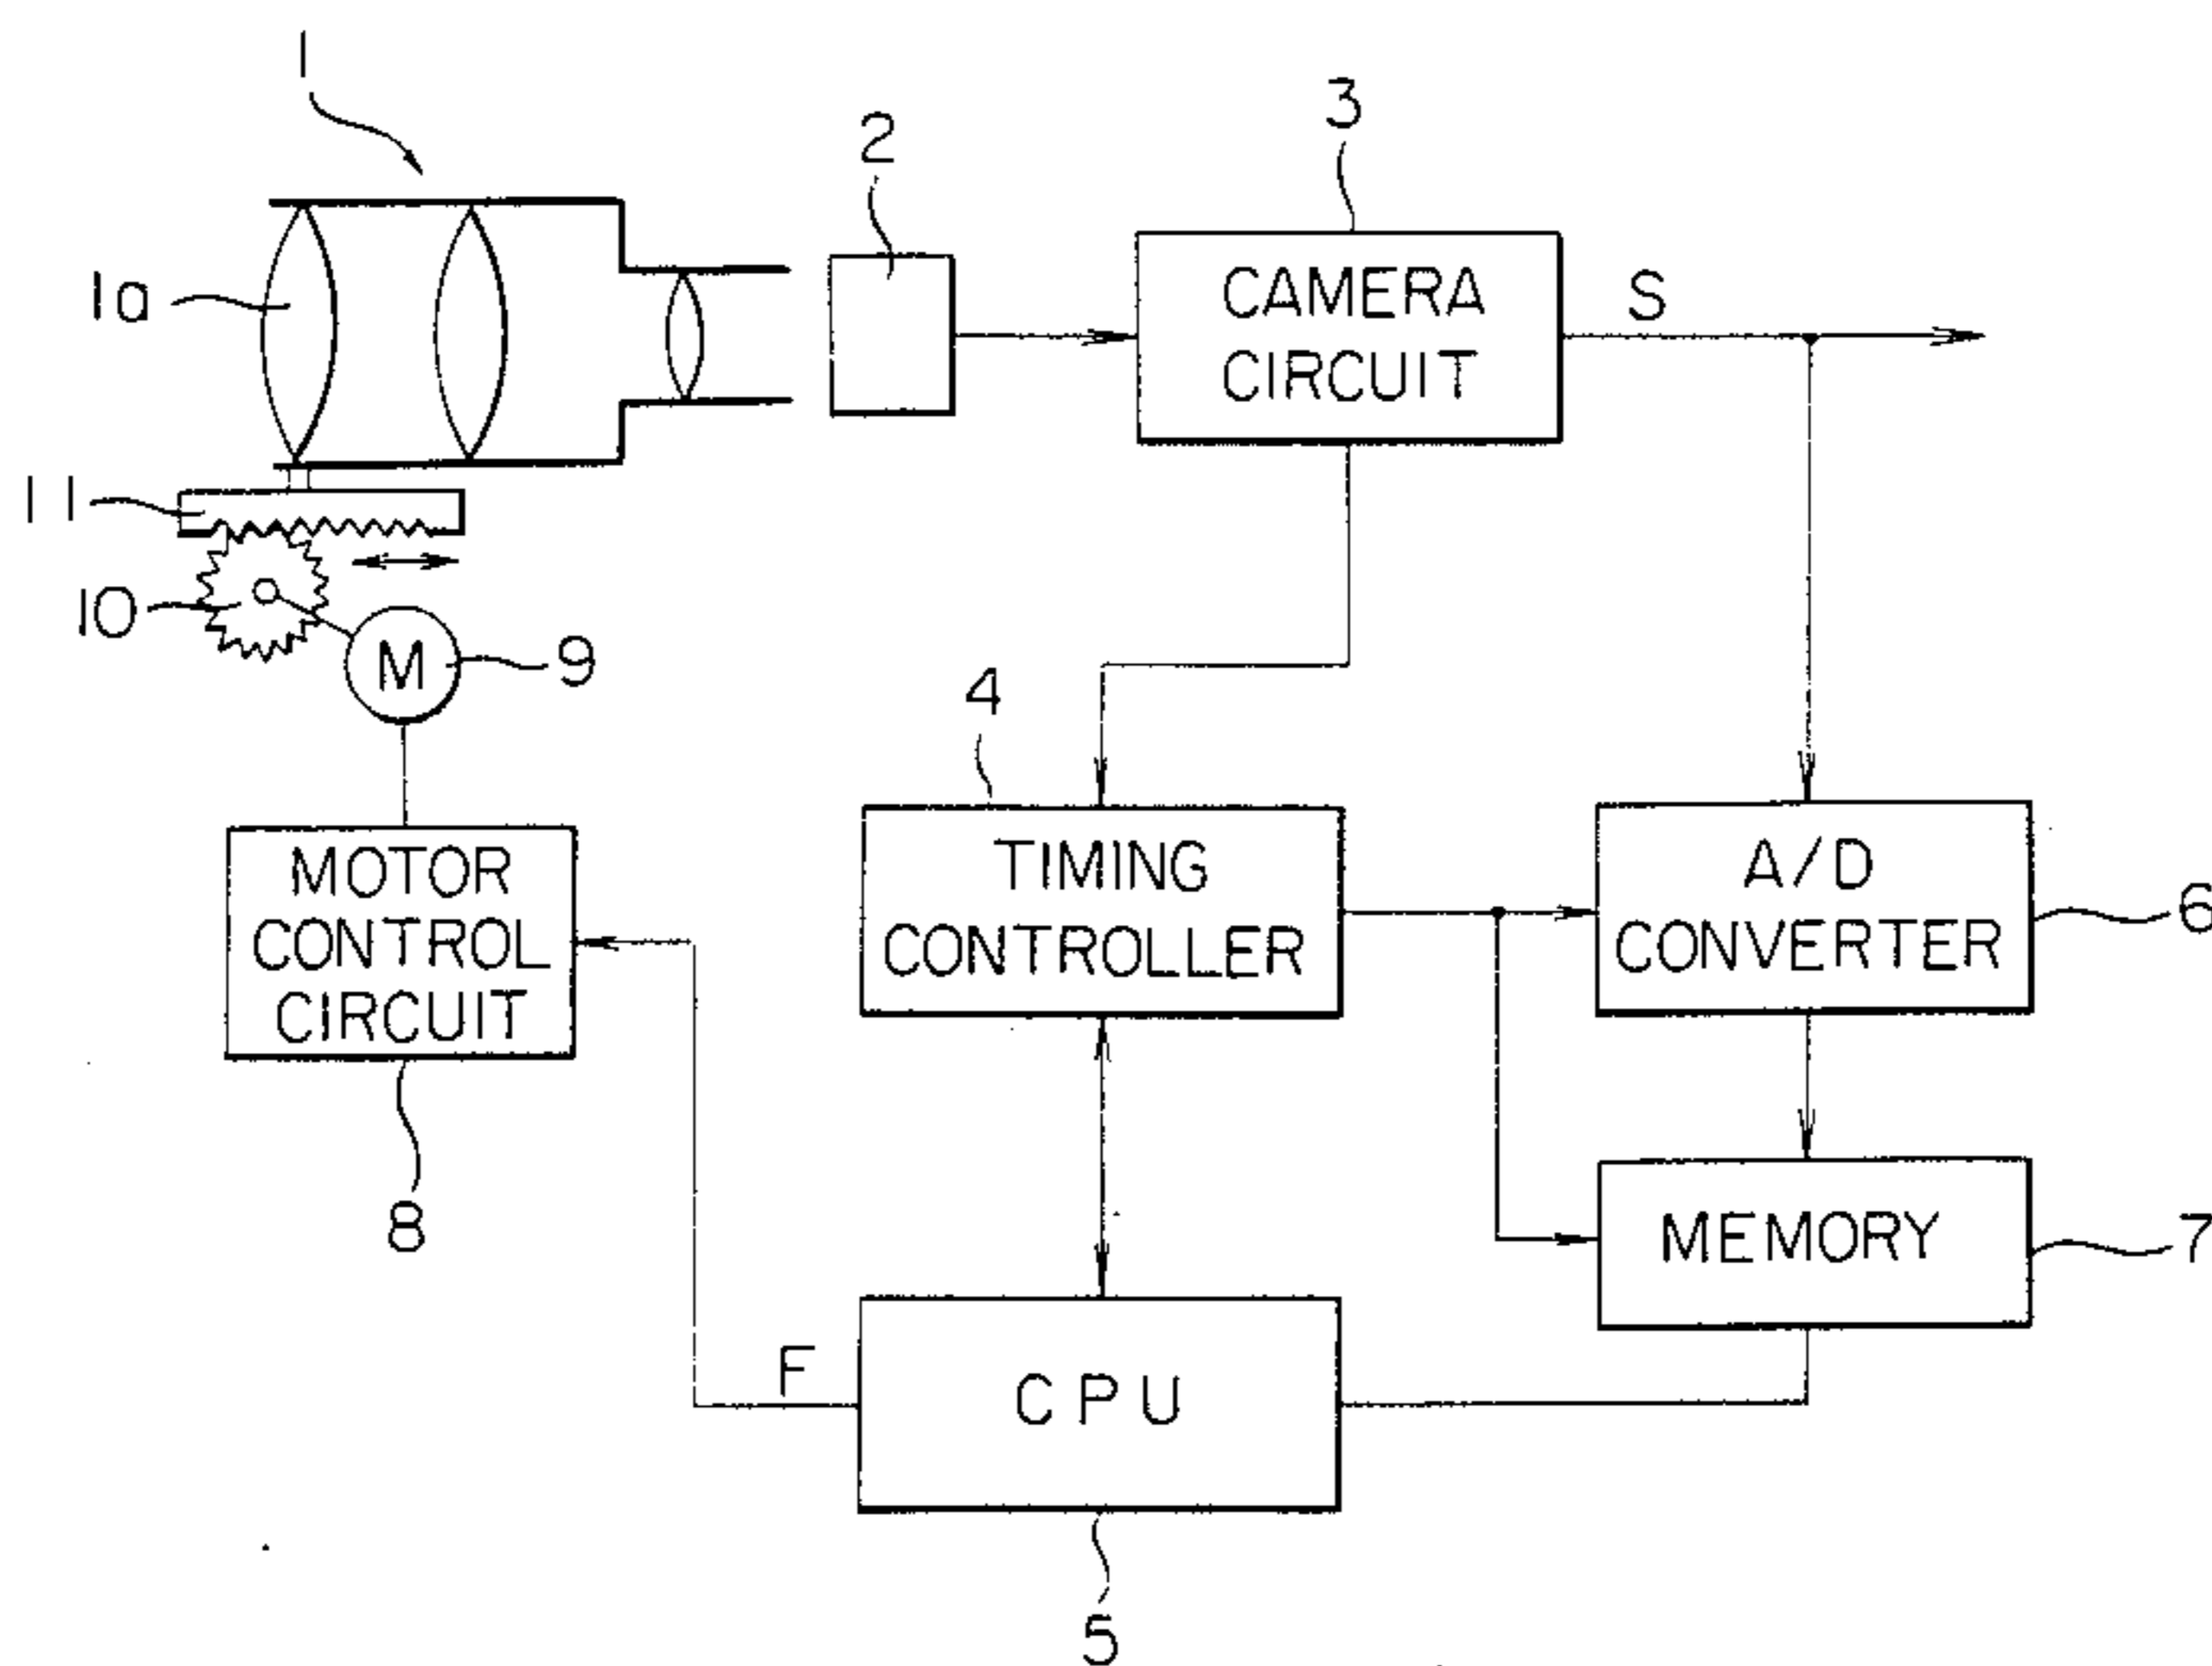 1
2
3
1a
CAMERA
CIRCUIT
S
11
10
M
9
4
MOTOR
CONTROL
CIRCUIT
TIMING
CONTROLLER
A/D
CONVERTER
6
8
MEMORY
7
F
CPU
5